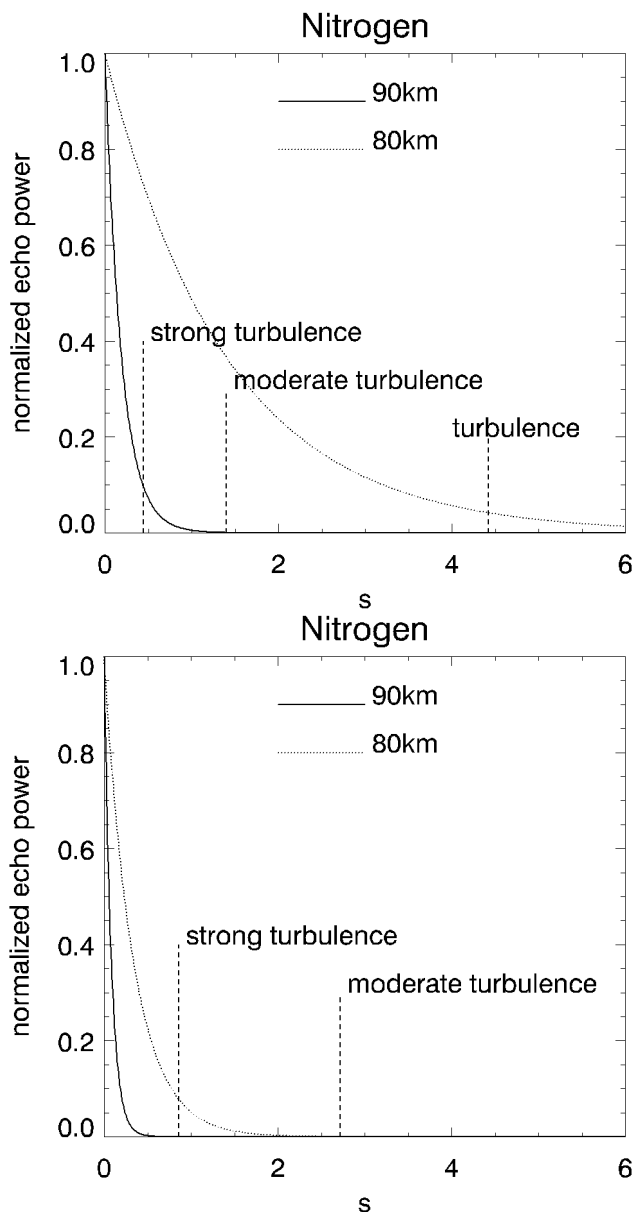 Nitrogen
1.0
90km
80km
0.8
0.6
normalized echo power
strong turbulence
0.4
moderate turbulence
turbulence
0.2
0.0
0 2 4 6
s
Nitrogen
1.0
90km
80km
0.8
0.6
normalized echo power
strong turbulence
0.4
moderate turbulence
0.2
0.0
0 2 4 6
s